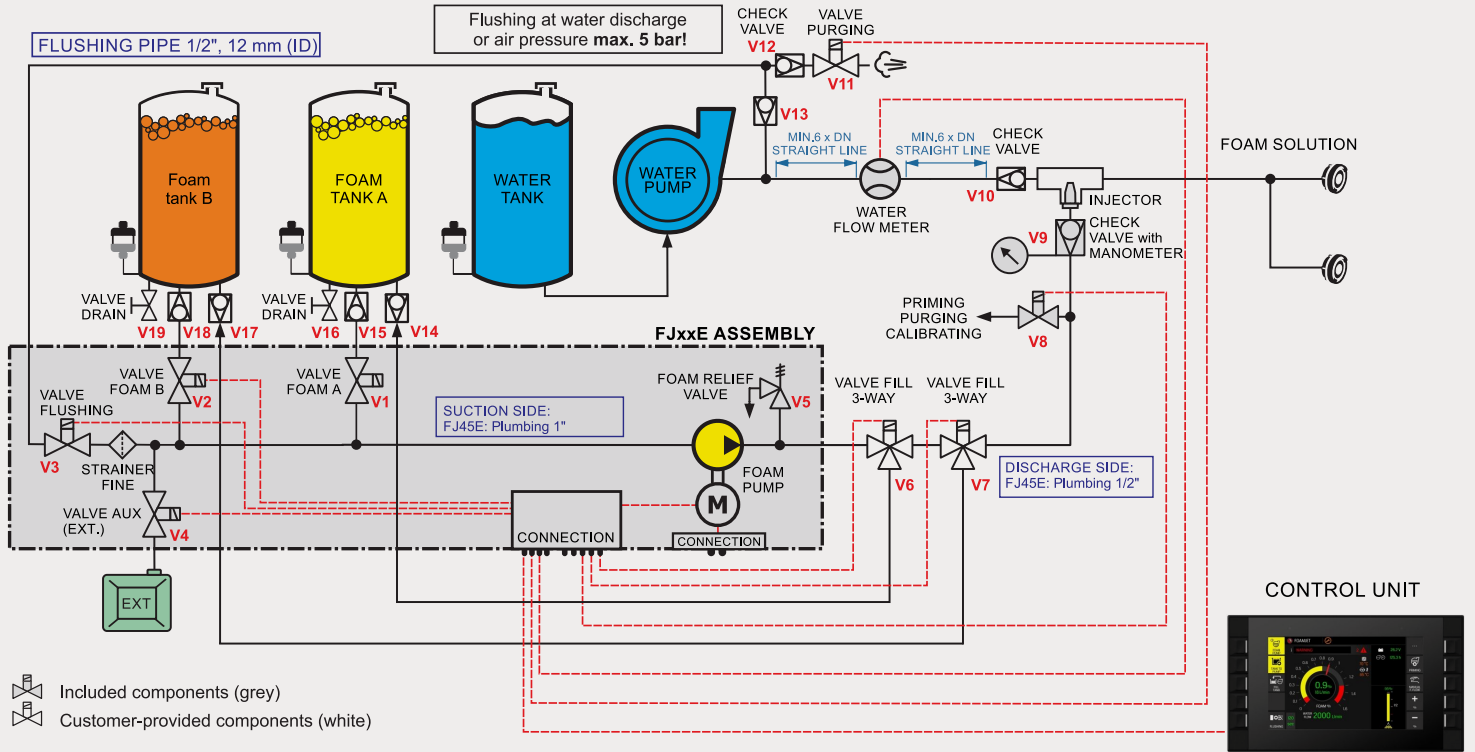 FLUSHING PIPE 1/2", 12 mm (ID)
Flushing at water discharge
or air pressure max. 5 bar!
CHECK
VALVE
V12
VALVE
PURGING
V11
V13
Foam
tank B
FOAM
TANK A
WATER
TANK
WATER
PUMP
MIN,6 x DN
STRAIGHT LINE
MIN,6 x DN
STRAIGHT LINE
WATER
FLOW METER
CHECK
VALVE
V10
INJECTOR
FOAM SOLUTION
V9
CHECK
VALVE with
MANOMETER
VALVE
DRAIN
V19
V18
V17
VALVE
DRAIN
V16
V15
V14
PRIMING
PURGING
CALIBRATING
V8
FJxxE ASSEMBLY
VALVE
FOAM B
V2
VALVE
FOAM A
V1
FOAM RELIEF
VALVE
V5
VALVE FILL
3-WAY
V6
VALVE FILL
3-WAY
V7
VALVE
FLUSHING
V3
STRAINER
FINE
SUCTION SIDE:
FJ45E: Plumbing 1"
FOAM
PUMP
M
DISCHARGE SIDE:
FJ45E: Plumbing 1/2"
VALVE AUX
(EXT.)
V4
CONNECTION
CONNECTION
EXT
CONTROL UNIT
FOAMSET
0.9
FOAM %
2000
Included components (grey)
Customer-provided components (white)